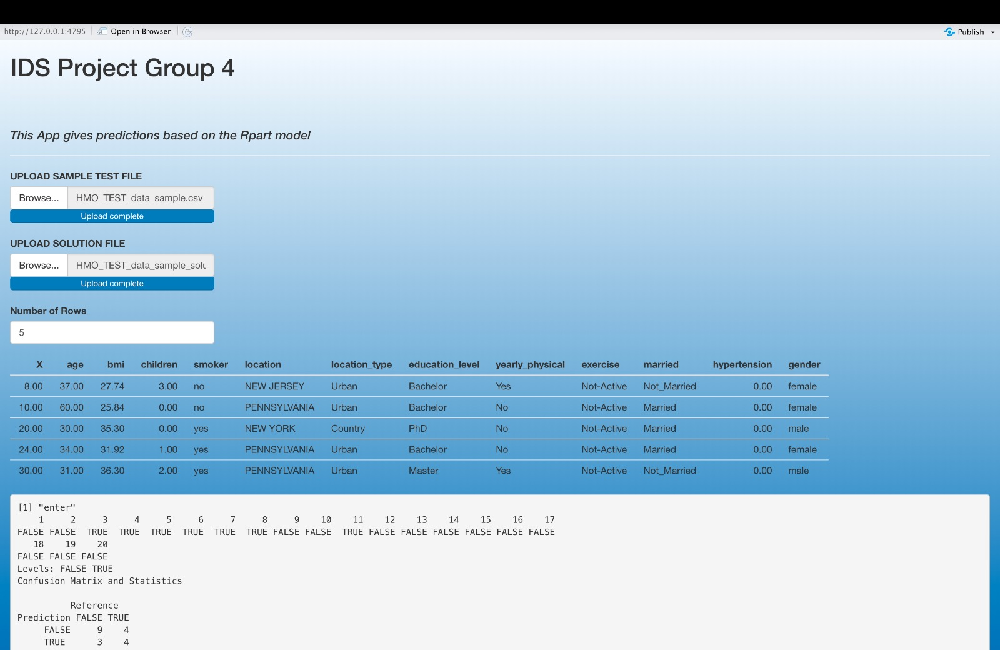 http://127.0.0.1:4795 Open in Browser Publish
IDS Project Group 4
This App gives predictions based on the Rpart model
UPLOAD SAMPLE TEST FILE
Browse... HMO_TEST_data_sample.csv
Upload complete
UPLOAD SOLUTION FILE
Browse... HMO_TEST_data_sample_solu
Upload complete
Number of Rows
5
X age bmi children smoker location location_type education_level yearly_physical exercise married hypertension gender
8.00 37.00 27.74 3.00 no NEW JERSEY Urban Bachelor Yes Not-Active Not_Married 0.00 female
10.00 60.00 25.84 0.00 no PENNSYLVANIA Urban Bachelor No Not-Active Married 0.00 female
20.00 30.00 35.30 0.00 yes NEW YORK Country PhD No Not-Active Married 0.00 male
24.00 34.00 31.92 1.00 yes PENNSYLVANIA Urban Bachelor No Not-Active Married 0.00 female
30.00 31.00 36.30 2.00 yes PENNSYLVANIA Urban Master Yes Not-Active Not_Married 0.00 male
[1] "enter"
1 2 3 4 5 6 7 8 9 10 11 12 13 14 15 16 17
FALSE FALSE TRUE TRUE TRUE TRUE TRUE TRUE FALSE FALSE TRUE FALSE FALSE FALSE FALSE FALSE FALSE
18 19 20
FALSE FALSE FALSE
Levels: FALSE TRUE
Confusion Matrix and Statistics
Reference
Prediction FALSE TRUE
FALSE 9 4
TRUE 3 4